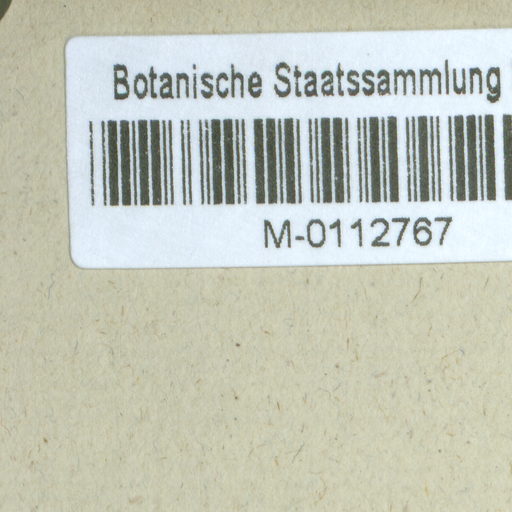 Botanische Staatssammlung
M-0112767